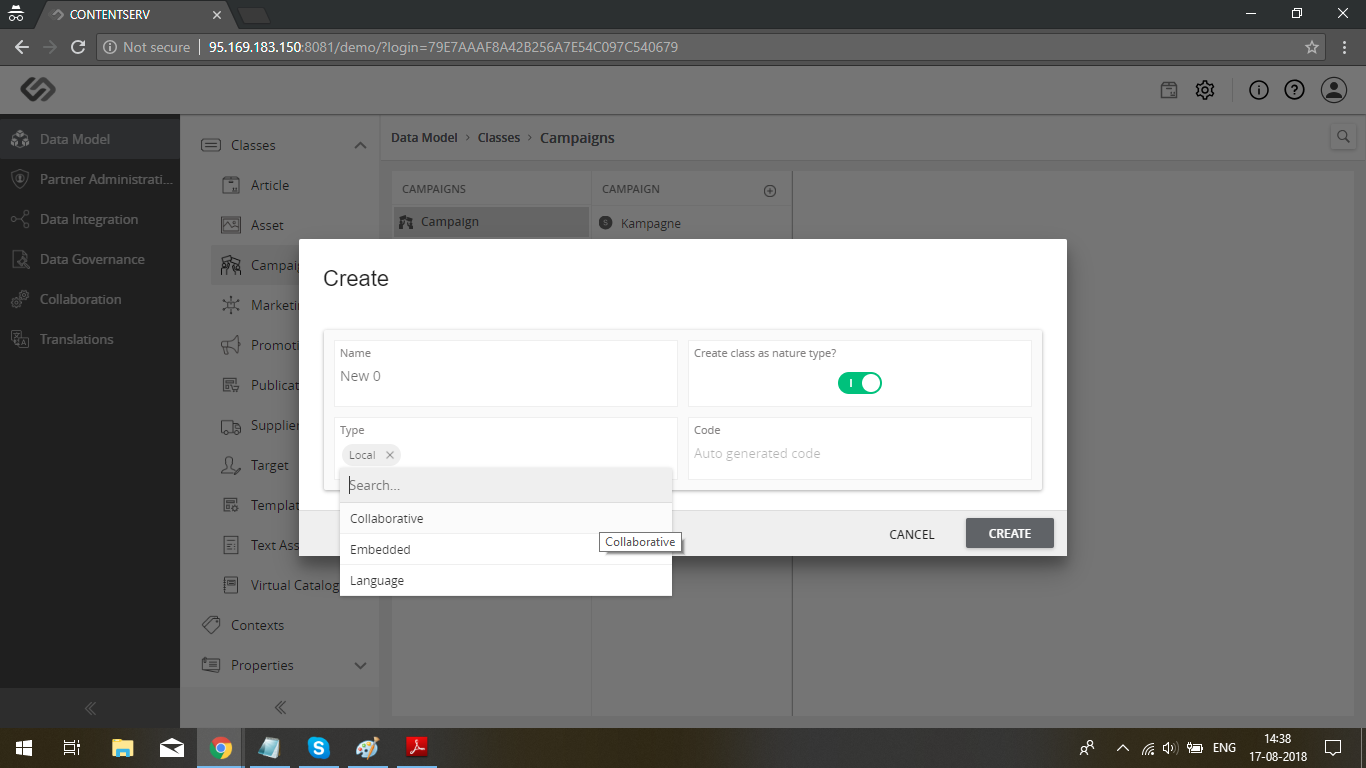 CONTENTSERV
Not secure
95.169.183.150:8081/demo/?login=79E7AAAF8A42B256A7E54C097C540679
Data Model
Partner Administrati...
Data Integration
Data Governance
Collaboration
Translations
Classes
Article
Asset
Campaig
Marketin
Promoti
Publicat
Supplier
Target
Templat
Text Ass
Virtual Catalog
Contexts
Properties
Data Model > Classes > Campaigns
CAMPAIGNS
CAMPAIGN
Campaign
S Kampagne
Create
Name
New 0
Create class as nature type?
Type
Local
Code
Auto generated code
Search...
Collaborative
Embedded
Language
Collaborative
CANCEL
CREATE
ENG
14:38
17-08-2018